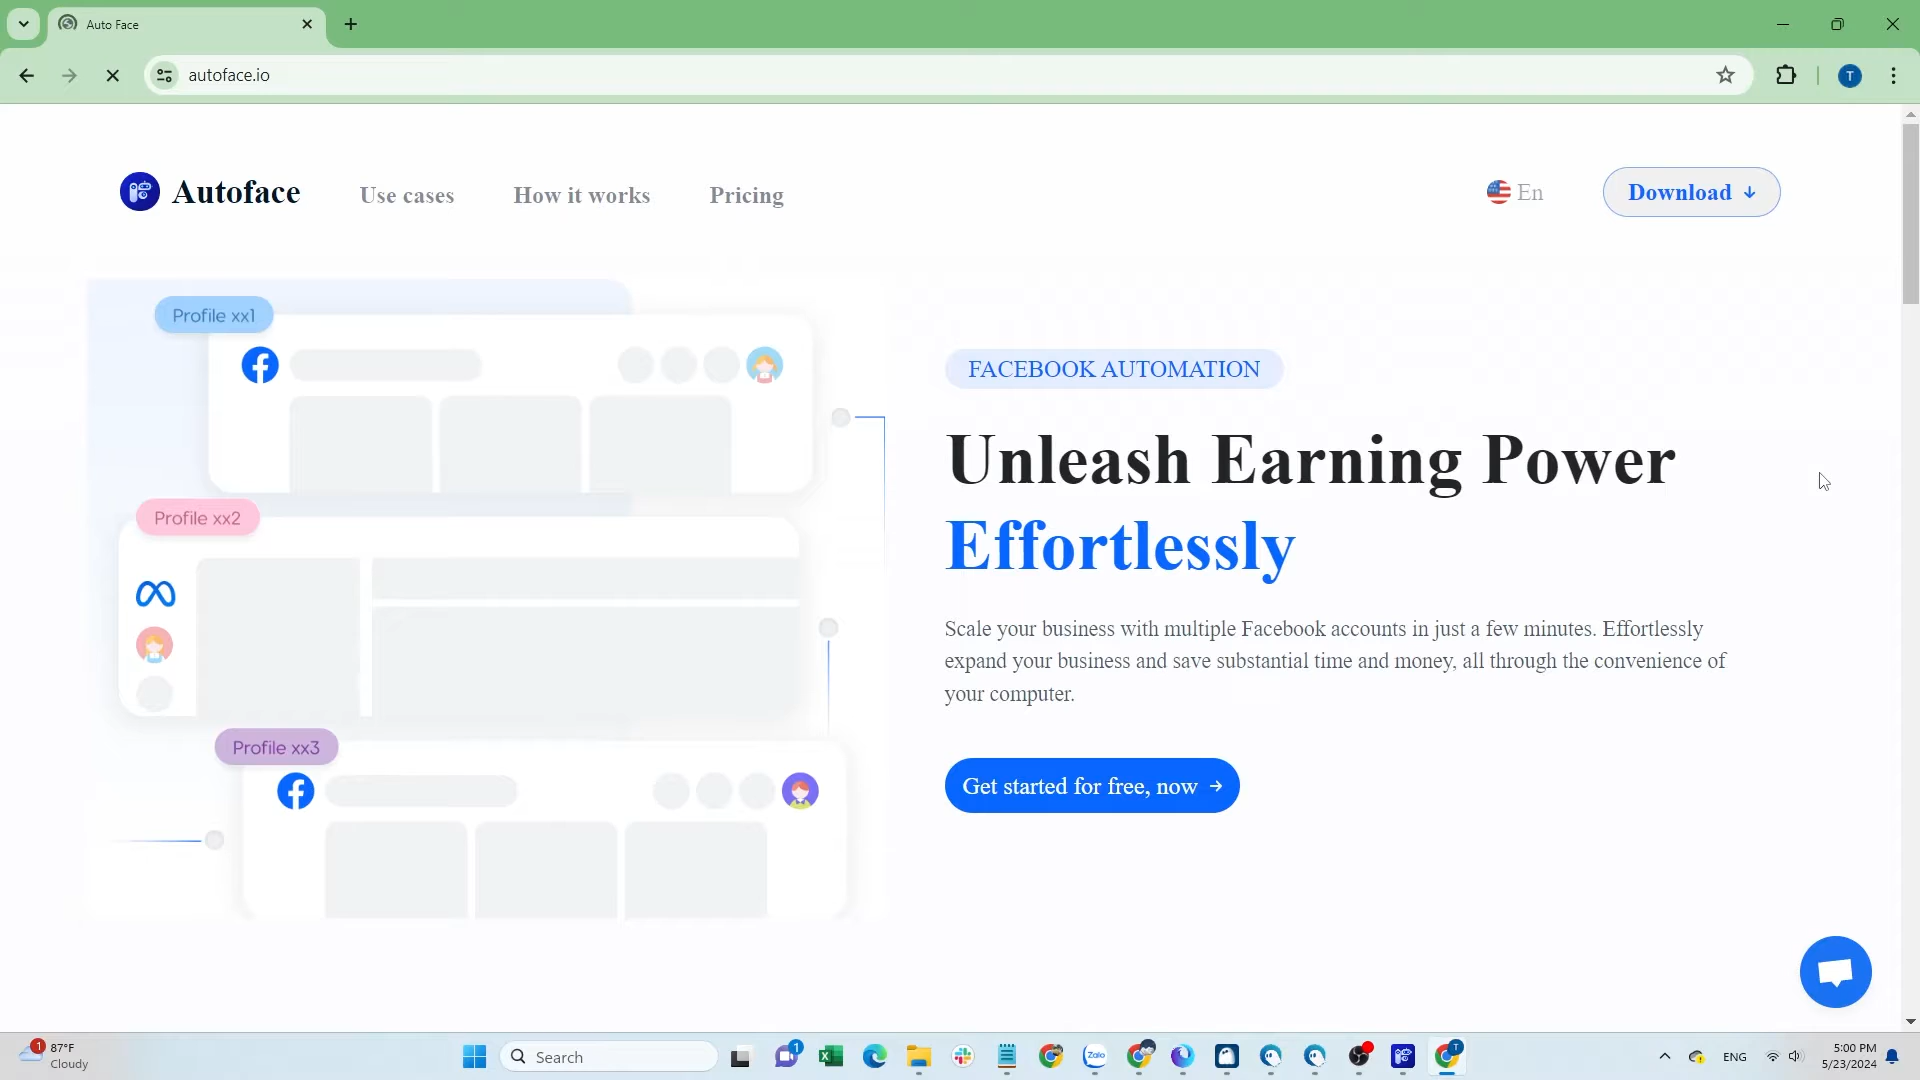 Auto Face
autoface.io
T
Autoface
Use cases
How it works
Pricing
En
Download
Profile xx1
Profile xx2
Profile xx3
FACEBOOK AUTOMATION
Unleash Earning Power
Effortlessly
Scale your business with multiple Facebook accounts in just a few minutes. Effortlessly
expand your business and save substantial time and money, all through the convenience of
your computer.
Get started for free, now
1
87°F
Cloudy
Search
1
Zalo
T
ENG
5:00 PM
5/23/2024